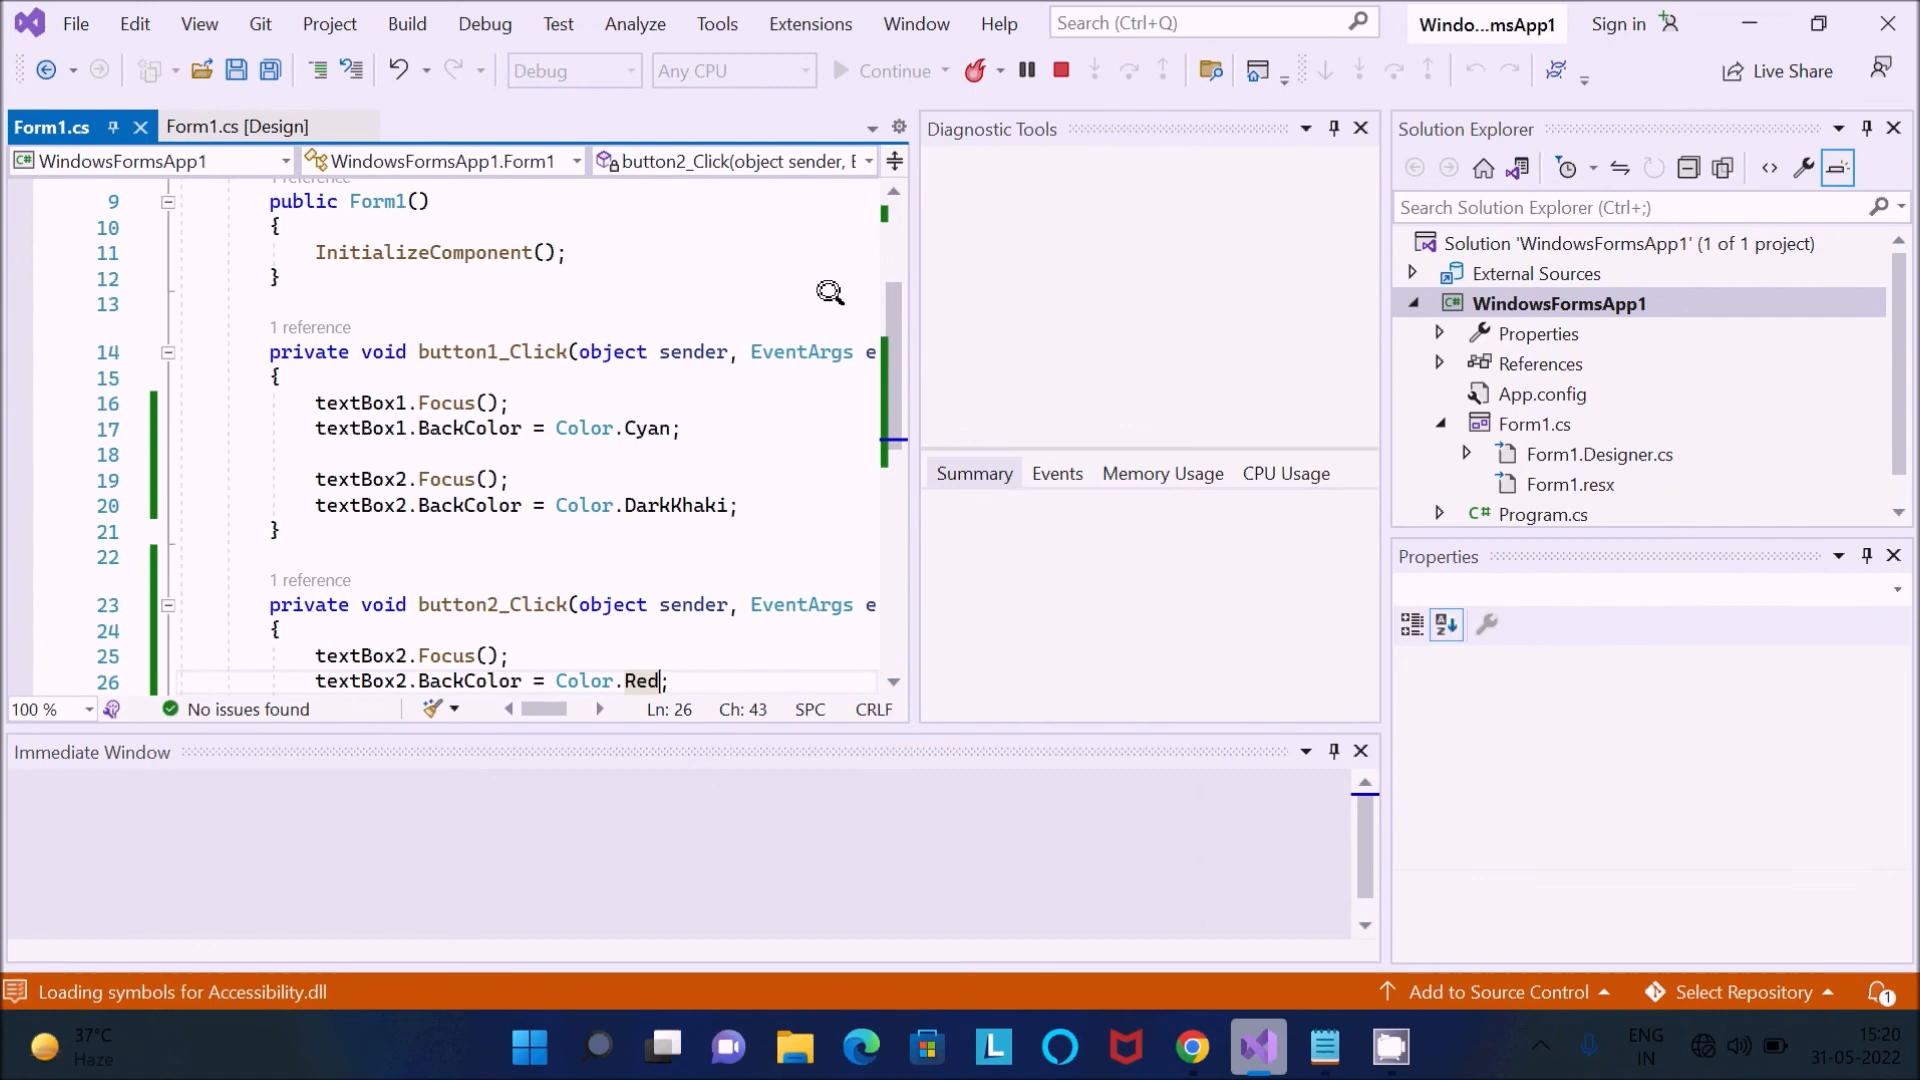 File Edit View Git Project Build Debug Test Analyze Tools Extensions Window Help Search (Ctrl+Q) Windo...msApp1 Sign in
Debug Any CPU Continue Live Share
Form1.cs Form1.cs [Design]
WindowsFormsApp1 WindowsFormsApp1.Form1 button2_Click(object sender, E
9 public Form1()
10 {
11 InitializeComponent();
12 }
13
1 reference
14 private void button1_Click(object sender, EventArgs e
15 {
16 textBox1.Focus();
17 textBox1.BackColor = Color.Cyan;
18
19 textBox2.Focus();
20 textBox2.BackColor = Color.DarkKhaki;
21 }
22
1 reference
23 private void button2_Click(object sender, EventArgs e
24 {
25 textBox2.Focus();
26 textBox2.BackColor = Color.Red;
100 % No issues found Ln: 26 Ch: 43 SPC CRLF
Diagnostic Tools
Summary Events Memory Usage CPU Usage
Solution Explorer
Search Solution Explorer (Ctrl+;)
Solution 'WindowsFormsApp1' (1 of 1 project)
External Sources
C# WindowsFormsApp1
Properties
References
App.config
Form1.cs
Form1.Designer.cs
Form1.resx
C# Program.cs
Properties
Immediate Window
Loading symbols for Accessibility.dll Add to Source Control Select Repository 1
37°C
Haze
L
ENG
IN
15:20
31-05-2022